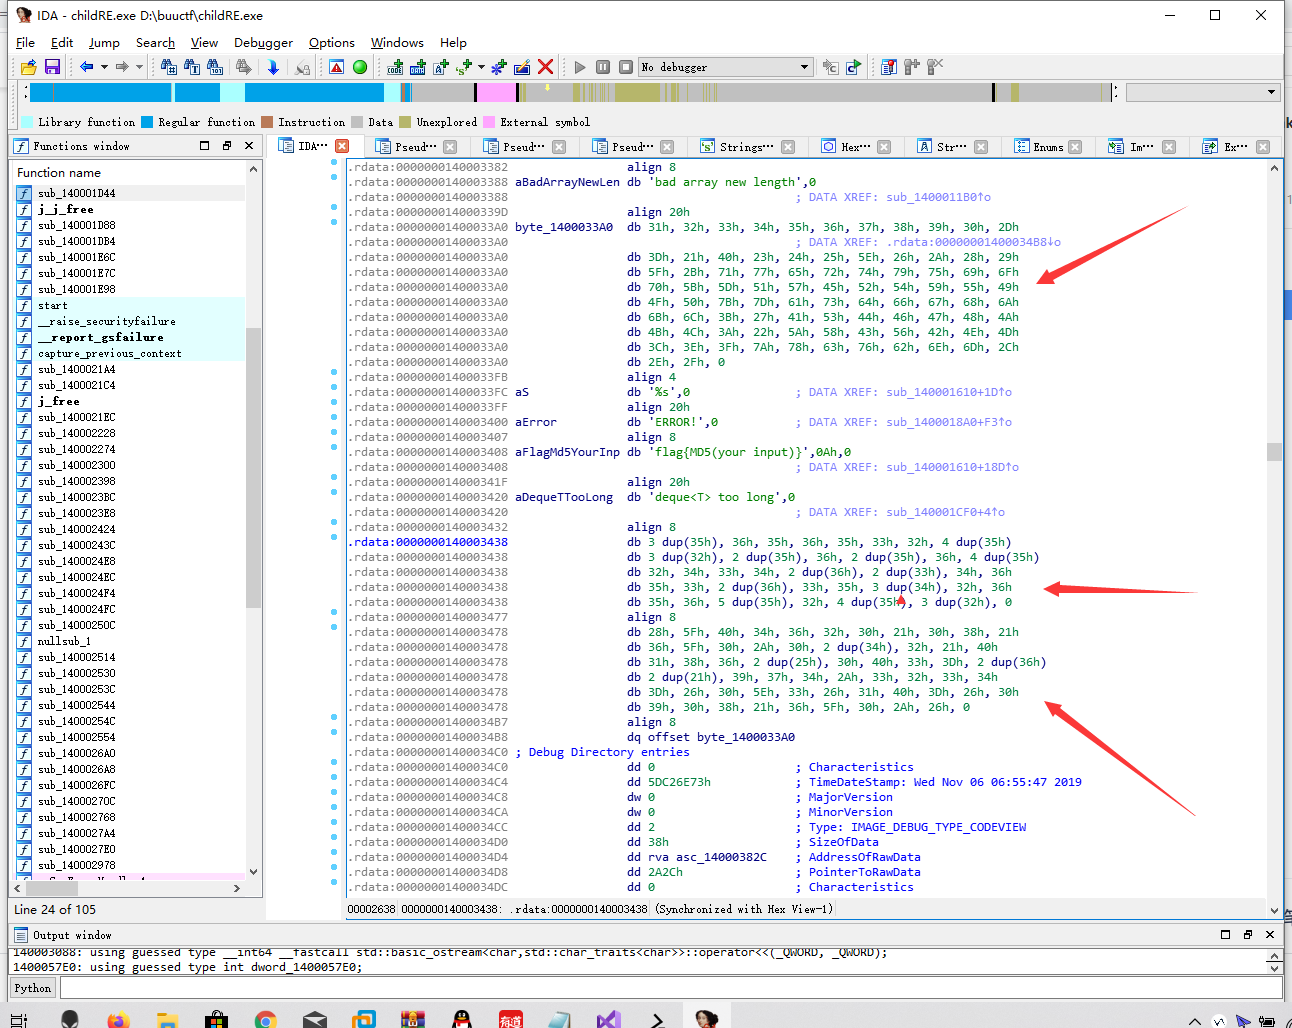 IDA - childRE.exe D:\buuctf\childRE.exe
File Edit Jump Search View Debugger Options Windows Help
No debugger
Library function Regular function Instruction Data Unexplored External symbol
Functions window
IDA··· Pseud··· Pseud··· Pseud··· Strings··· Hex··· Str··· Enums Im··· Ex···
Function name
sub_140001D44
j_j_free
sub_140001D88
sub_140001DB4
sub_140001E6C
sub_140001E7C
sub_140001E98
start
__raise_securityfailure
__report_gsfailure
capture_previous_context
sub_1400021A4
sub_1400021C4
j_free
sub_1400021EC
sub_140002228
sub_140002274
sub_140002300
sub_140002398
sub_1400023BC
sub_1400023E8
sub_140002424
sub_14000243C
sub_1400024E8
sub_1400024EC
sub_1400024F4
sub_1400024FC
sub_14000250C
nullsub_1
sub_140002514
sub_140002530
sub_14000253C
sub_140002544
sub_14000254C
sub_140002554
sub_1400026A0
sub_1400026A8
sub_1400026FC
sub_14000270C
sub_140002768
sub_1400027A4
sub_1400027E0
sub_140002978
Line 24 of 105
.rdata:0000000140003382 align 8
.rdata:0000000140003388 aBadArrayNewLen db 'bad array new length',0
.rdata:0000000140003388 ; DATA XREF: sub_1400011B0↑o
.rdata:000000014000339D align 20h
.rdata:00000001400033A0 byte_1400033A0 db 31h, 32h, 33h, 34h, 35h, 36h, 37h, 38h, 39h, 30h, 2Dh
.rdata:00000001400033A0 ; DATA XREF: .rdata:00000001400034B8↓o
.rdata:00000001400033A0 db 3Dh, 21h, 40h, 23h, 24h, 25h, 5Eh, 26h, 2Ah, 28h, 29h
.rdata:00000001400033A0 db 5Fh, 2Bh, 71h, 77h, 65h, 72h, 74h, 79h, 75h, 69h, 6Fh
.rdata:00000001400033A0 db 70h, 5Bh, 5Dh, 51h, 57h, 45h, 52h, 54h, 59h, 55h, 49h
.rdata:00000001400033A0 db 4Fh, 50h, 7Bh, 7Dh, 61h, 73h, 64h, 66h, 67h, 68h, 6Ah
.rdata:00000001400033A0 db 6Bh, 6Ch, 3Bh, 27h, 41h, 53h, 44h, 46h, 47h, 48h, 4Ah
.rdata:00000001400033A0 db 4Bh, 4Ch, 3Ah, 22h, 5Ah, 58h, 43h, 56h, 42h, 4Eh, 4Dh
.rdata:00000001400033A0 db 3Ch, 3Eh, 3Fh, 7Ah, 78h, 63h, 76h, 62h, 6Eh, 6Dh, 2Ch
.rdata:00000001400033A0 db 2Eh, 2Fh, 0
.rdata:00000001400033FB align 4
.rdata:00000001400033FC aS db '%s',0 ; DATA XREF: sub_140001610+1D↑o
.rdata:00000001400033FF align 20h
.rdata:0000000140003400 aError db 'ERROR!',0 ; DATA XREF: sub_1400018A0+F3↑o
.rdata:0000000140003407 align 8
.rdata:0000000140003408 aFlagMd5YourInp db 'flag{MD5(your input)}',0Ah,0
.rdata:0000000140003408 ; DATA XREF: sub_140001610+18D↑o
.rdata:000000014000341F align 20h
.rdata:0000000140003420 aDequeTTooLong db 'deque<T> too long',0
.rdata:0000000140003420 ; DATA XREF: sub_140001CF0+4↑o
.rdata:0000000140003432 align 8
.rdata:0000000140003438 db 3 dup(35h), 36h, 35h, 36h, 35h, 33h, 32h, 4 dup(35h)
.rdata:0000000140003438 db 3 dup(32h), 2 dup(35h), 36h, 2 dup(35h), 36h, 4 dup(35h)
.rdata:0000000140003438 db 32h, 34h, 33h, 34h, 2 dup(36h), 2 dup(33h), 34h, 36h
.rdata:0000000140003438 db 35h, 33h, 2 dup(36h), 33h, 35h, 3 dup(34h), 32h, 36h
.rdata:0000000140003438 db 35h, 36h, 5 dup(35h), 32h, 4 dup(35h), 3 dup(32h), 0
.rdata:0000000140003477 align 8
.rdata:0000000140003478 db 28h, 5Fh, 40h, 34h, 36h, 32h, 30h, 21h, 30h, 38h, 21h
.rdata:0000000140003478 db 36h, 5Fh, 30h, 2Ah, 30h, 2 dup(34h), 32h, 21h, 40h
.rdata:0000000140003478 db 31h, 38h, 36h, 2 dup(25h), 30h, 40h, 33h, 3Dh, 2 dup(36h)
.rdata:0000000140003478 db 2 dup(21h), 39h, 37h, 34h, 2Ah, 33h, 32h, 33h, 34h
.rdata:0000000140003478 db 3Dh, 26h, 30h, 5Eh, 33h, 26h, 31h, 40h, 3Dh, 26h, 30h
.rdata:0000000140003478 db 39h, 30h, 38h, 21h, 36h, 5Fh, 30h, 2Ah, 26h, 0
.rdata:00000001400034B7 align 8
.rdata:00000001400034B8 dq offset byte_1400033A0
.rdata:00000001400034C0 ; Debug Directory entries
.rdata:00000001400034C0 dd 0 ; Characteristics
.rdata:00000001400034C4 dd 5DC26E73h ; TimeDateStamp: Wed Nov 06 06:55:47 2019
.rdata:00000001400034C8 dw 0 ; MajorVersion
.rdata:00000001400034CA dw 0 ; MinorVersion
.rdata:00000001400034CC dd 2 ; Type: IMAGE_DEBUG_TYPE_CODEVIEW
.rdata:00000001400034D0 dd 38h ; SizeOfData
.rdata:00000001400034D4 dd rva asc_14000382C ; AddressOfRawData
.rdata:00000001400034D8 dd 2A2Ch ; PointerToRawData
.rdata:00000001400034DC dd 0 ; Characteristics
00002638 0000000140003438: .rdata:0000000140003438 (Synchronized with Hex View-1)
Output window
140003088: using guessed type __int64 __fastcall std::basic_ostream<char,std::char_traits<char>>::operator<<(_QWORD, _QWORD);
1400057E0: using guessed type int dword_1400057E0;
Python
有道